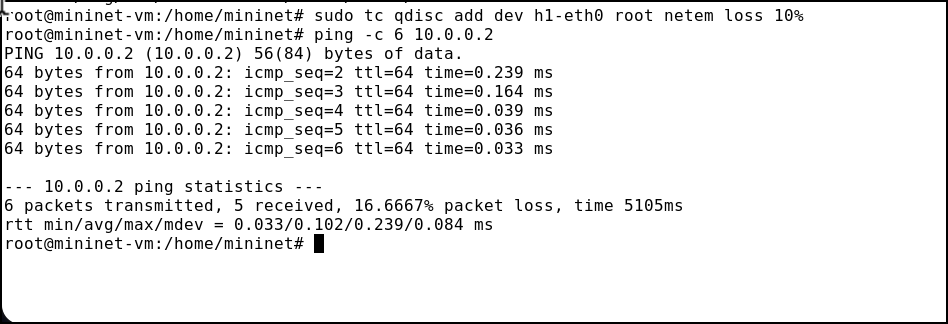 root@mininet-vm:/home/mininet# sudo tc qdisc add dev h1-eth0 root netem loss 10%
root@mininet-vm:/home/mininet# ping -c 6 10.0.0.2
PING 10.0.0.2 (10.0.0.2) 56(84) bytes of data.
64 bytes from 10.0.0.2: icmp_seq=2 ttl=64 time=0.239 ms
64 bytes from 10.0.0.2: icmp_seq=3 ttl=64 time=0.164 ms
64 bytes from 10.0.0.2: icmp_seq=4 ttl=64 time=0.039 ms
64 bytes from 10.0.0.2: icmp_seq=5 ttl=64 time=0.036 ms
64 bytes from 10.0.0.2: icmp_seq=6 ttl=64 time=0.033 ms
--- 10.0.0.2 ping statistics ---
6 packets transmitted, 5 received, 16.6667% packet loss, time 5105ms
rtt min/avg/max/mdev = 0.033/0.102/0.239/0.084 ms
root@mininet-vm:/home/mininet#